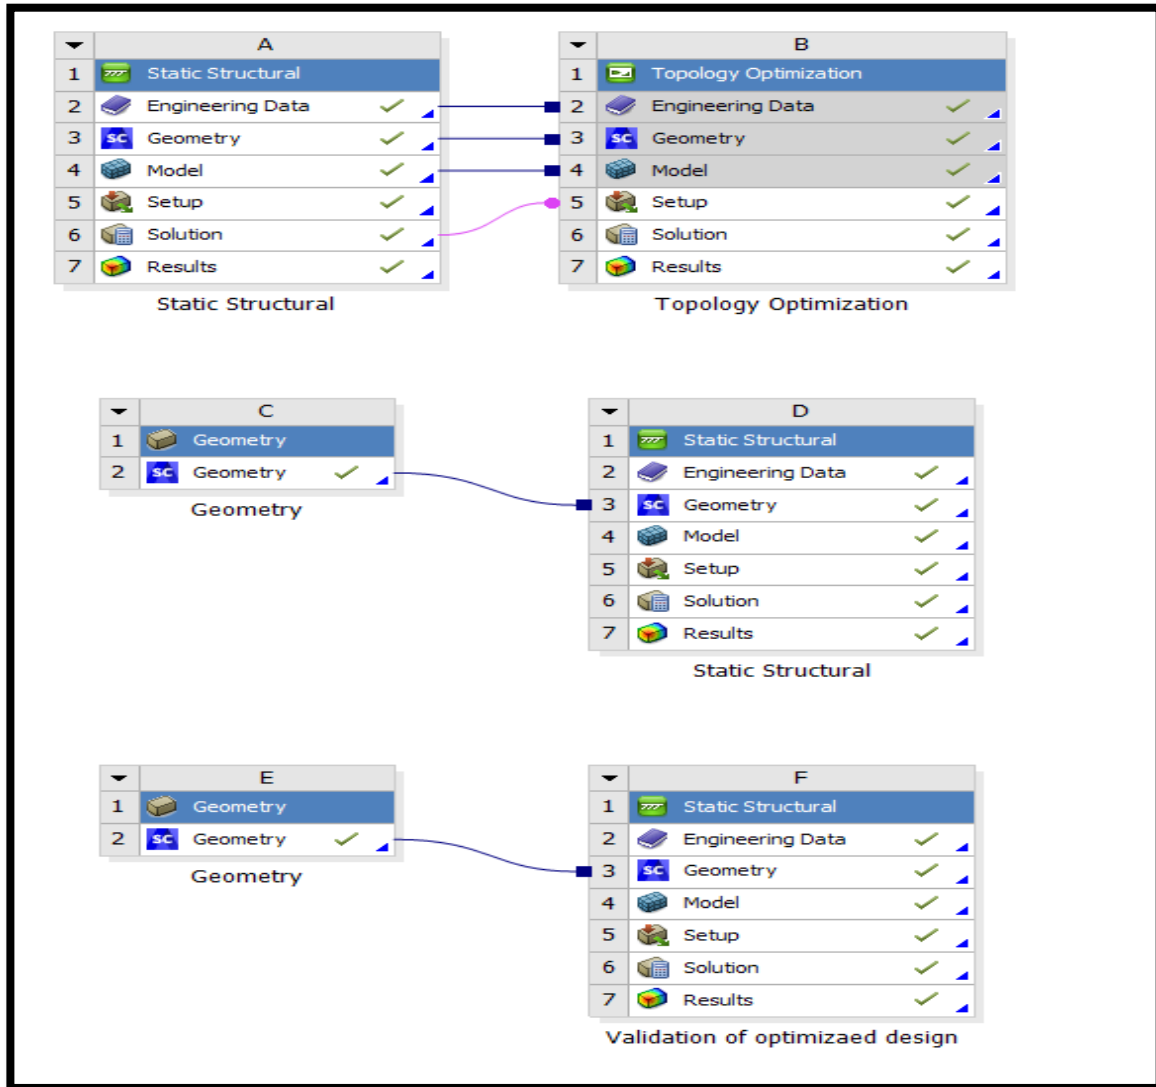 A
1 Static Structural
2 Engineering Data
3 SC Geometry
4 Model
5 Setup
6 Solution
7 Results
Static Structural
B
1 Topology Optimization
2 Engineering Data
3 SC Geometry
4 Model
5 Setup
6 Solution
7 Results
Topology Optimization
C
1 Geometry
2 SC Geometry
Geometry
D
1 Static Structural
2 Engineering Data
3 SC Geometry
4 Model
5 Setup
6 Solution
7 Results
Static Structural
E
1 Geometry
2 SC Geometry
Geometry
F
1 Static Structural
2 Engineering Data
3 SC Geometry
4 Model
5 Setup
6 Solution
7 Results
Validation of optimizaed design